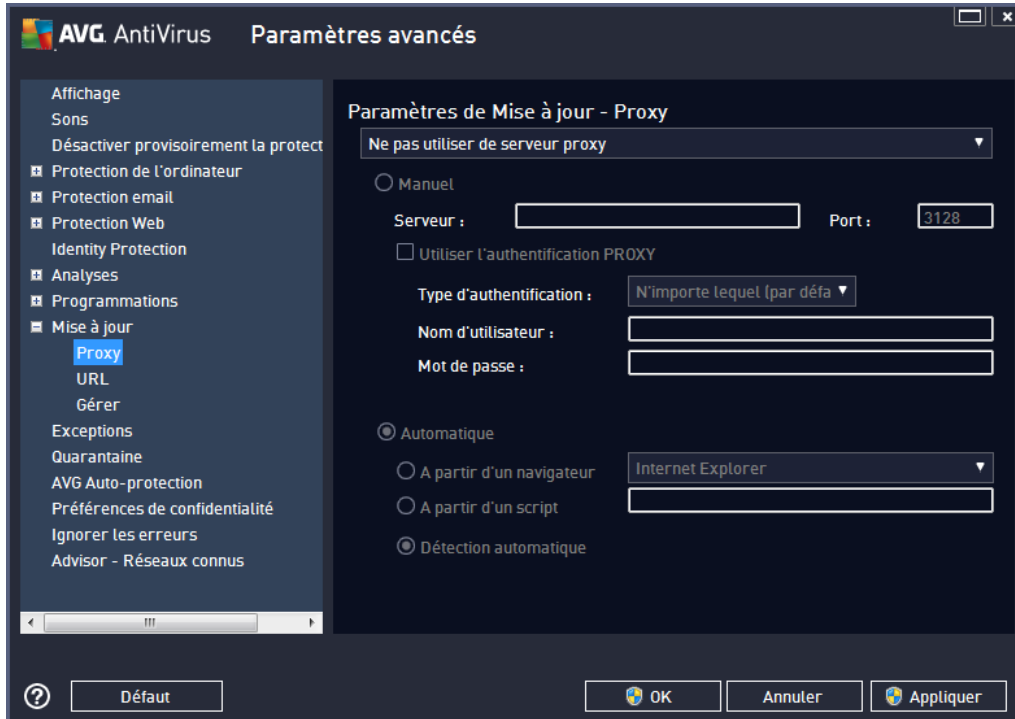 AVG. AntiVirus Paramètres avancés
Affichage
Sons
Désactiver provisoirement la protect
Protection de l'ordinateur
Protection email
Protection Web
Identity Protection
Analyses
Programmations
Mise à jour
Proxy
URL
Gérer
Exceptions
Quarantaine
AVG Auto-protection
Préférences de confidentialité
Ignorer les erreurs
Advisor - Réseaux connus
Paramètres de Mise à jour - Proxy
Ne pas utiliser de serveur proxy
Manuel
Serveur : Port : 3128
Utiliser l'authentification PROXY
Type d'authentification : N'importe lequel (par défa
Nom d'utilisateur :
Mot de passe :
Automatique
A partir d'un navigateur Internet Explorer
A partir d'un script
Détection automatique
? Défaut OK Annuler Appliquer